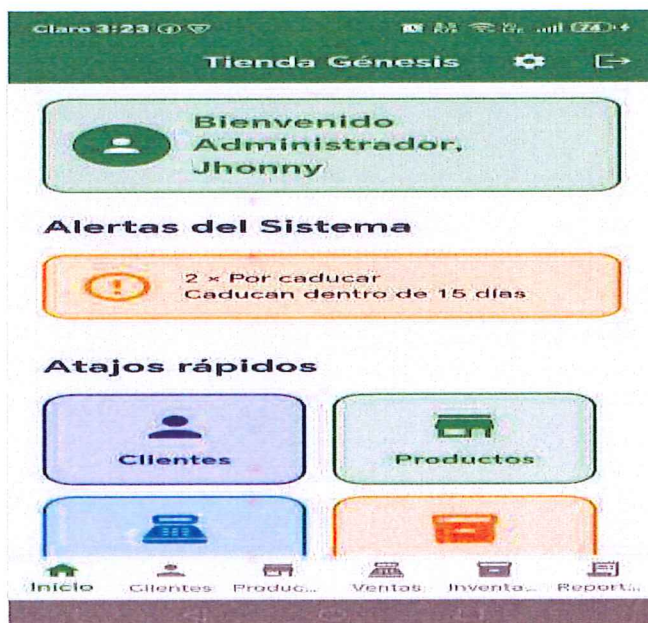 Claro 3:23
Tienda Génesis
Bienvenido
Administrador,
Jhonny
Alertas del Sistema
2 × Por caducar
Caducan dentro de 15 días
Atajos rápidos
Clientes
Productos
Inicio
Clientes
Produc...
Ventas
Inventa...
Report...